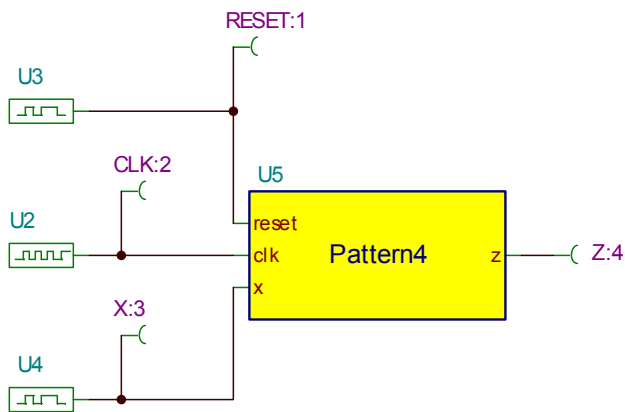 RESET:1
U3
CLK:2
U5
U2
reset
clk
Pattern4
z
Z:4
x
X:3
U4